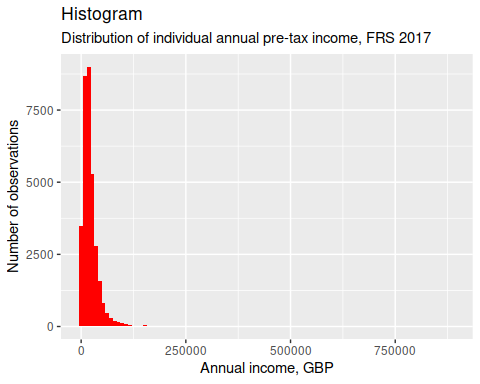 Histogram
Distribution of individual annual pre-tax income, FRS 2017
Number of observations
7500
5000
2500
0
0 250000 500000 750000
Annual income, GBP